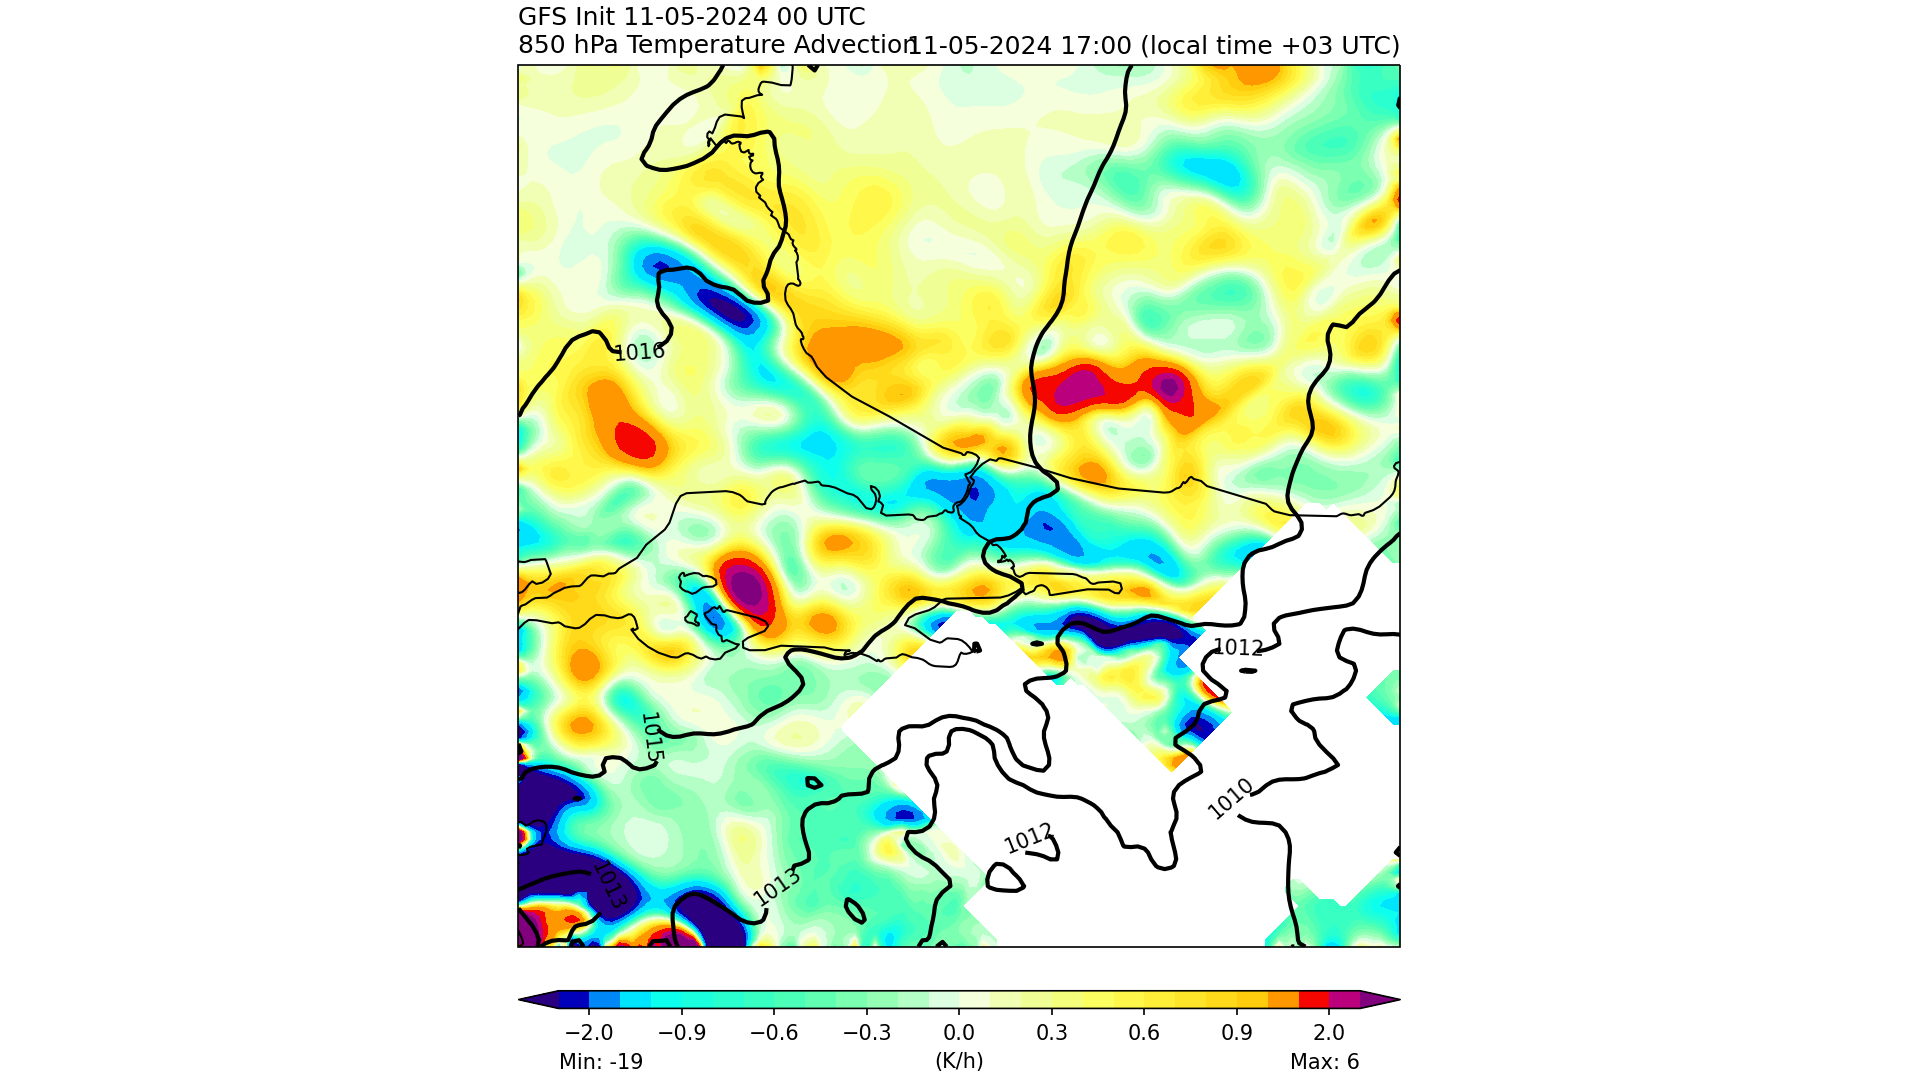 GFS Init 11-05-2024 00 UTC
850 hPa Temperature Advection
11-05-2024 17:00 (local time +03 UTC)
1016
1012
1015
1010
1012
1013
1013
−2.0 −0.9 −0.6 −0.3 0.0 0.3 0.6 0.9 2.0
Min: -19 (K/h) Max: 6